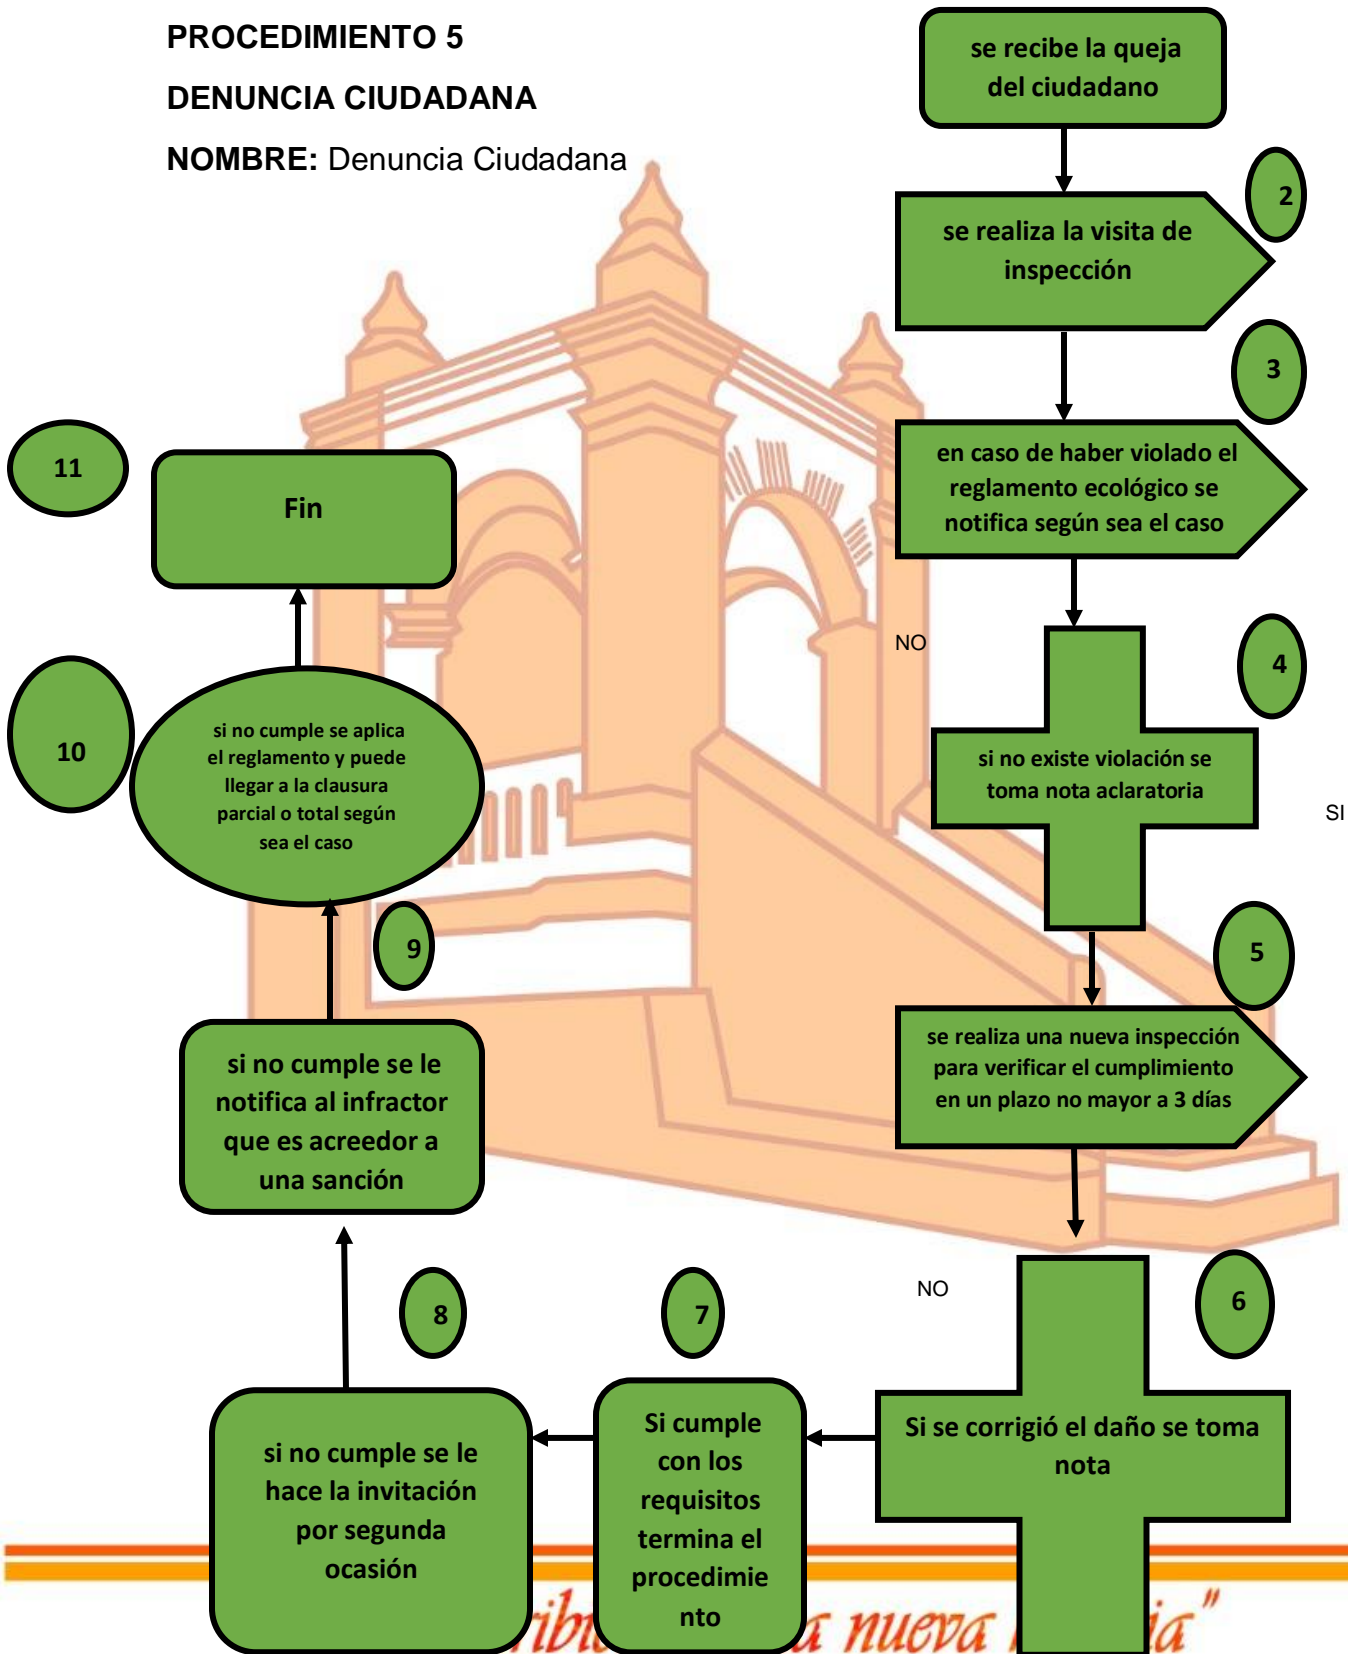 PROCEDIMIENTO 5
DENUNCIA CIUDADANA
NOMBRE: Denuncia Ciudadana
se recibe la queja
del ciudadano
2
se realiza la visita de
inspección
3
en caso de haber violado el
reglamento ecológico se
notifica según sea el caso
NO
4
si no existe violación se
toma nota aclaratoria
SI
5
se realiza una nueva inspección
para verificar el cumplimiento
en un plazo no mayor a 3 días
NO
6
Si se corrigió el daño se toma
nota
7
Si cumple
con los
requisitos
termina el
procedimie
nto
8
si no cumple se le
hace la invitación
por segunda
ocasión
9
si no cumple se le
notifica al infractor
que es acreedor a
una sanción
10
si no cumple se aplica
el reglamento y puede
llegar a la clausura
parcial o total según
sea el caso
11
Fin
nueva